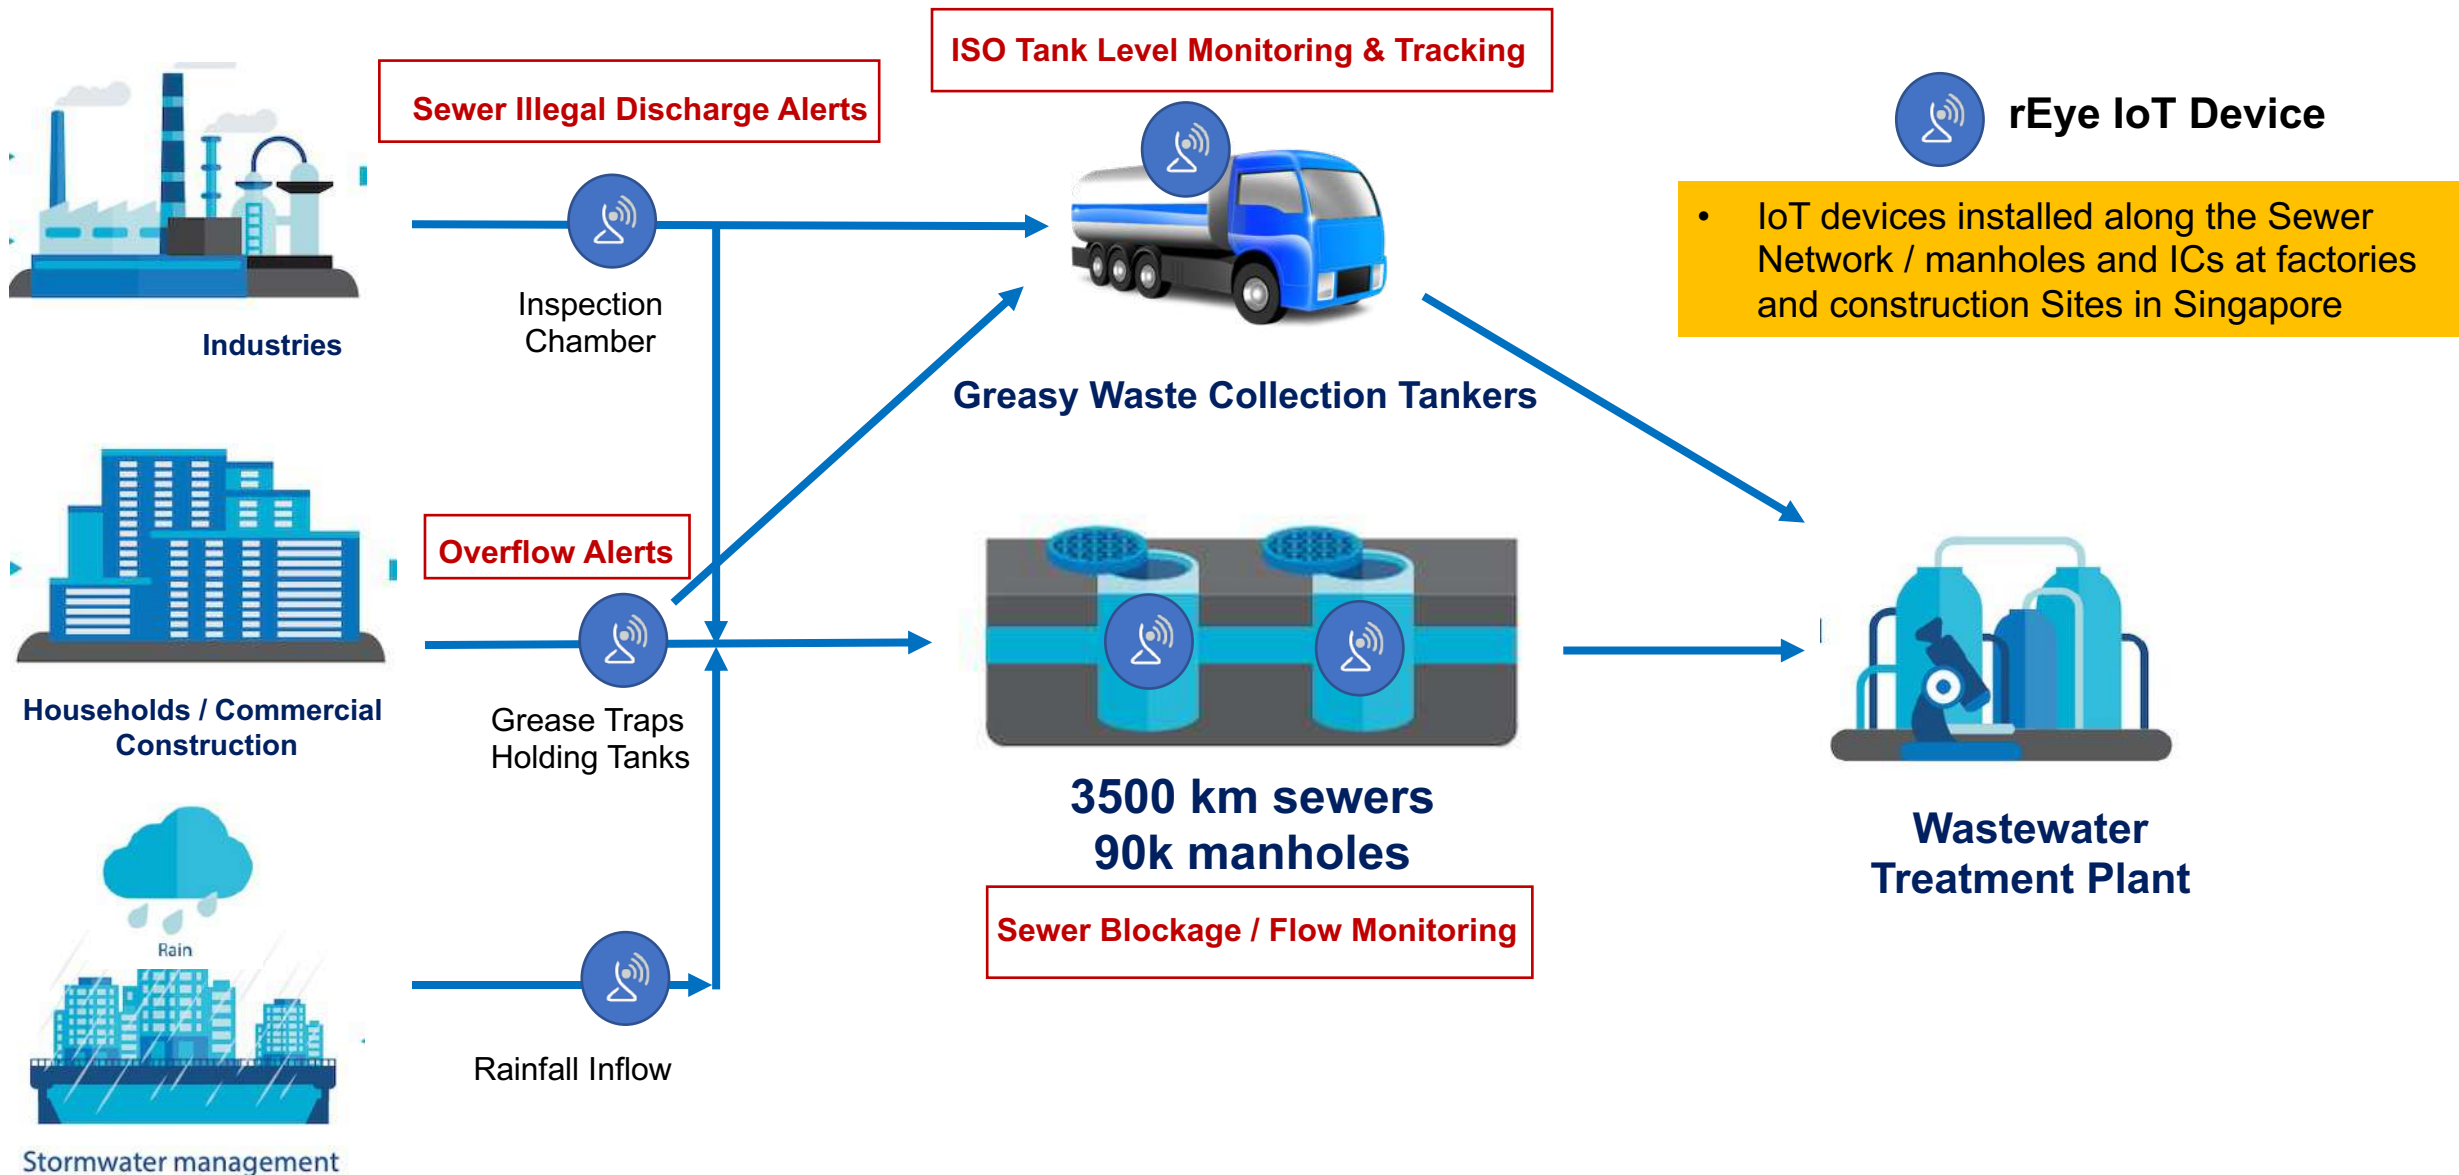 ISO Tank Level Monitoring & Tracking
Sewer Illegal Discharge Alerts
rEye IoT Device
• IoT devices installed along the Sewer
Network / manholes and ICs at factories
and construction Sites in Singapore
Inspection
Chamber
Industries
Greasy Waste Collection Tankers
Overflow Alerts
Households / Commercial
Construction
Grease Traps
Holding Tanks
3500 km sewers
90k manholes
Sewer Blockage / Flow Monitoring
Wastewater
Treatment Plant
Rain
Rainfall Inflow
Stormwater management